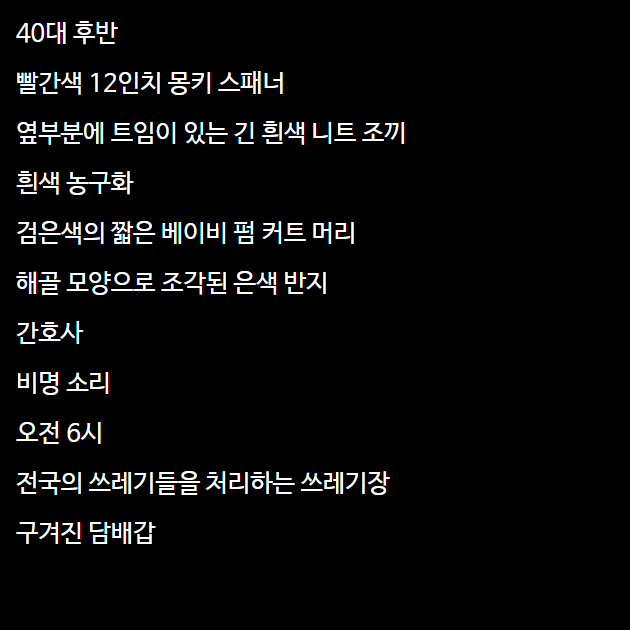 40대 후반
빨간색 12인치 몽키 스패너
옆부분에 트임이 있는 긴 흰색 니트 조끼
흰색 농구화
검은색의 짧은 베이비 펌 커트 머리
해골 모양으로 조각된 은색 반지
간호사
비명 소리
오전 6시
전국의 쓰레기들을 처리하는 쓰레기장
구겨진 담배갑